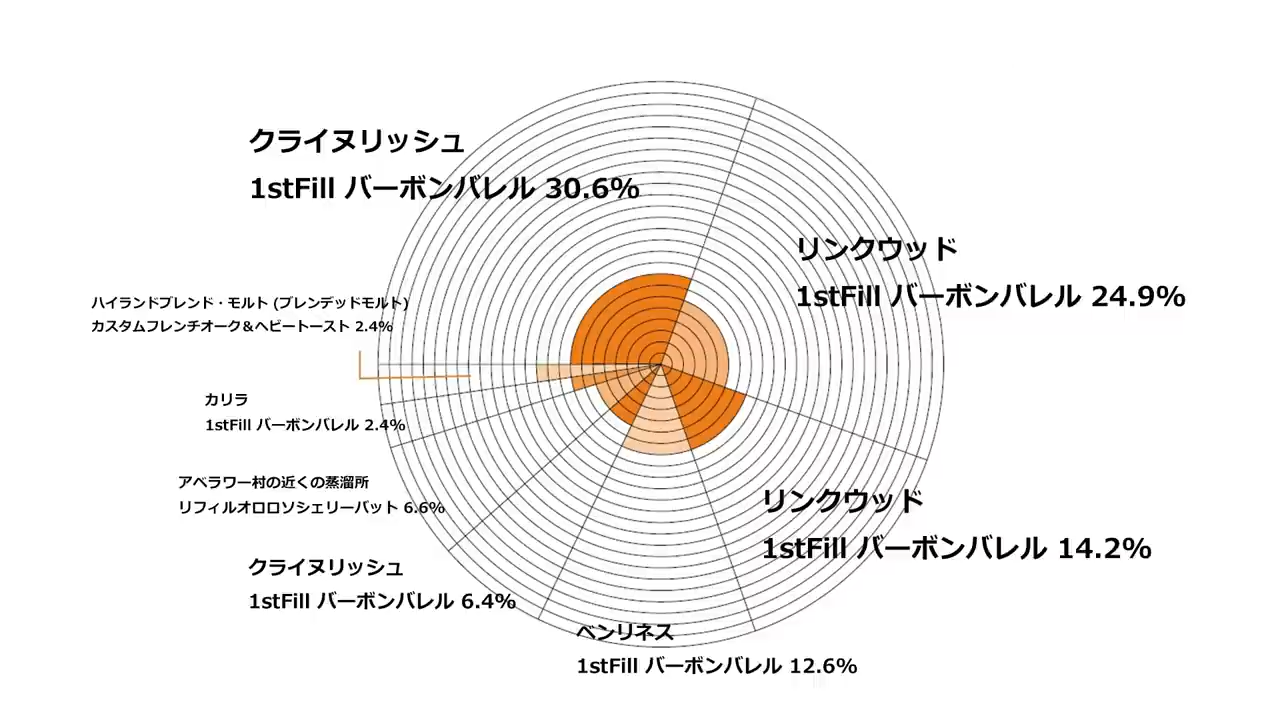 クライヌリッシュ
1stFill バーボンバレル 30.6%
リンクウッド
1stFill バーボンバレル 24.9%
ハイランドブレンド・モルト (ブレンデッドモルト)
カスタムフレンチオーク＆ヘビートースト 2.4%
カリラ
1stFill バーボンバレル 2.4%
アベラワー村の近くの蒸溜所
リフィルオロロソシェリーバット 6.6%
リンクウッド
1stFill バーボンバレル 14.2%
クライヌリッシュ
1stFill バーボンバレル 6.4%
ベンリネス
1stFill バーボンバレル 12.6%